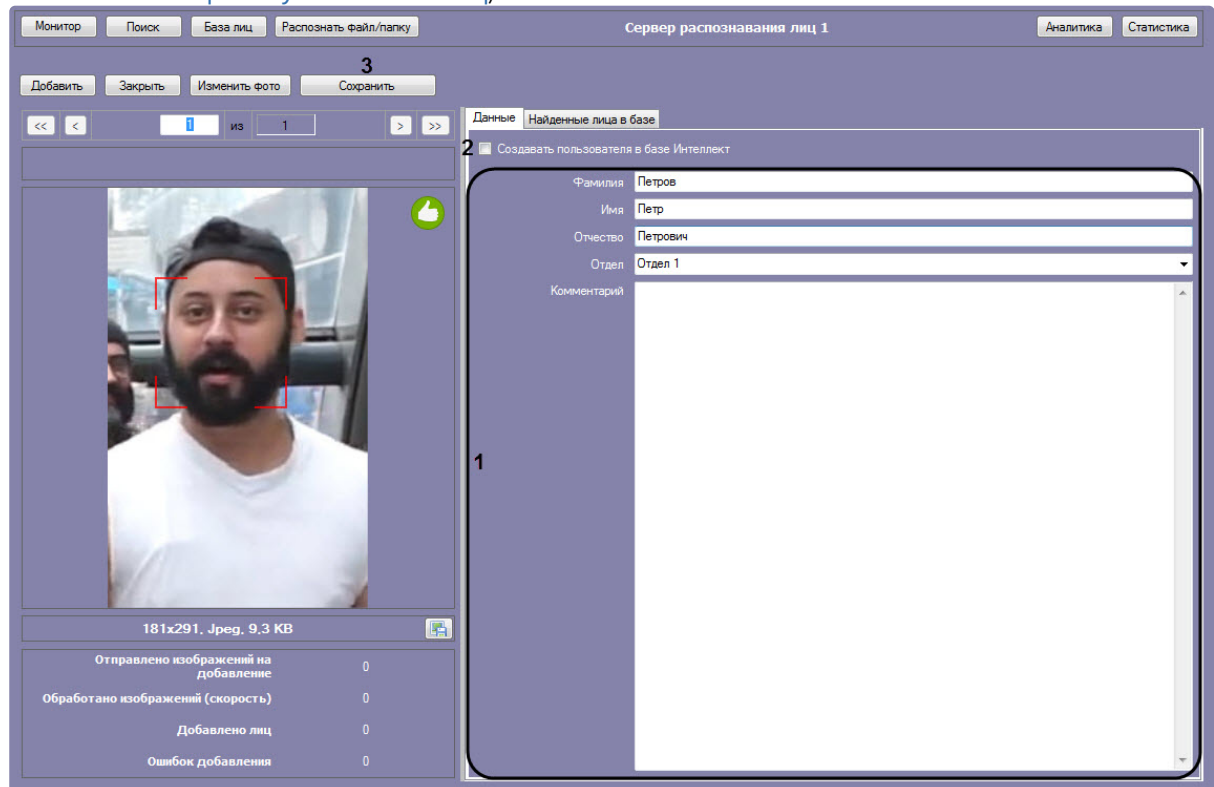 Монитор Поиск База лиц Распознать файл/папку Сервер распознавания лиц 1 Аналитика Статистика
3
Добавить Закрыть Изменить фото Сохранить
<< < 1 из 1 > >>
Данные Найденные лица в базе
2 Создавать пользователя в базе Интеллект
Фамилия Петров
Имя Петр
Отчество Петрович
Отдел Отдел 1
Комментарий
1
181x291, Jpeg, 9,3 KB
Отправлено изображений на
добавление 0
Обработано изображений (скорость) 0
Добавлено лиц 0
Ошибок добавления 0